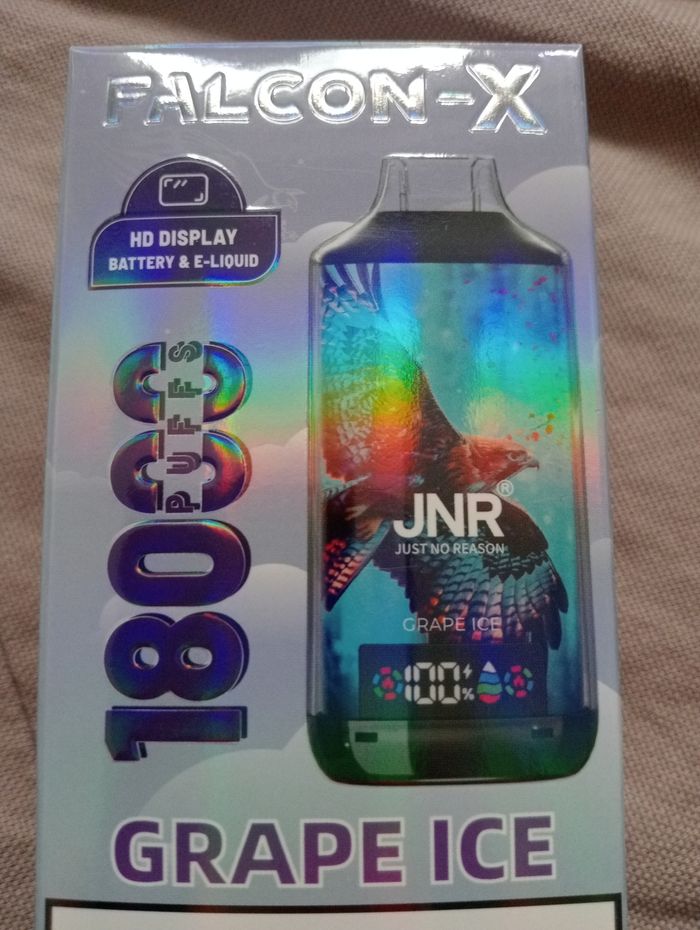 FALCON-X
HD DISPLAY
BATTERY & E-LIQUID
18000
PUFFS
JNR®
JUST NO REASON
GRAPE ICE
100%
GRAPE ICE